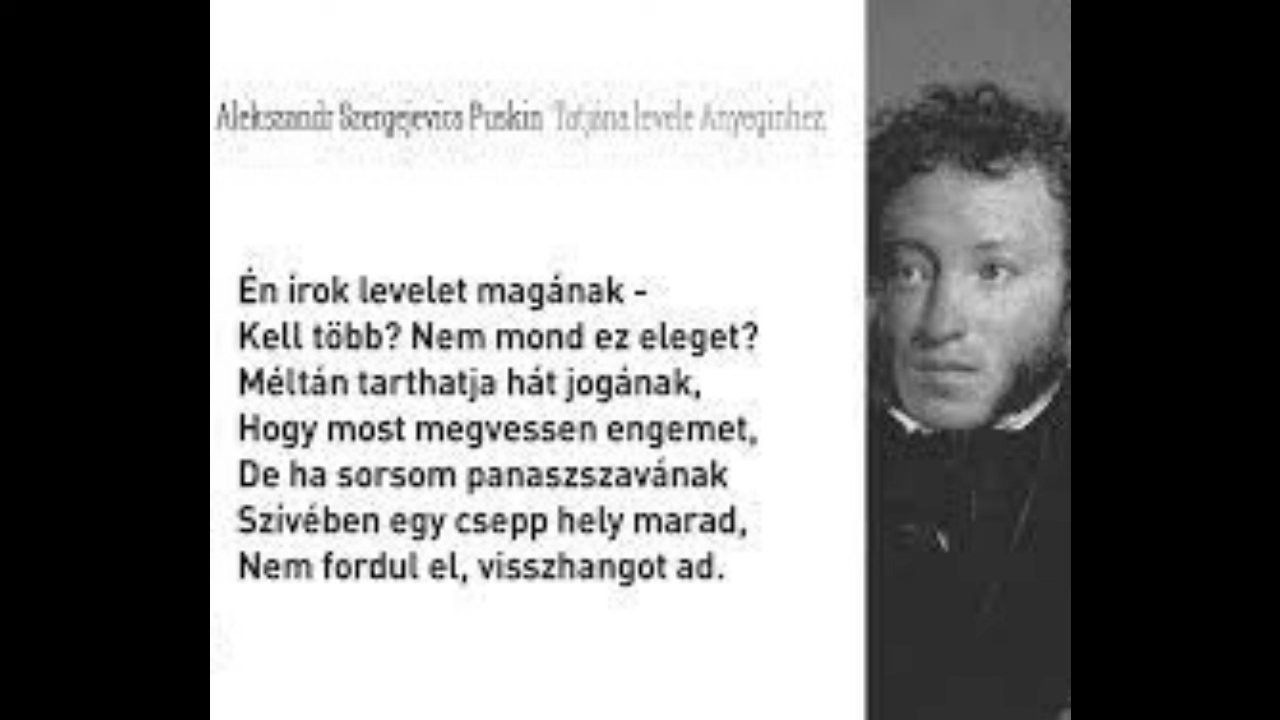 Alekszandr Szergejevics Puskin Tatjána levele Anyeginhez
Én irok levelet magának -
Kell több? Nem mond ez eleget?
Méltán tarthatja hát jogának,
Hogy most megvessen engemet,
De ha sorsom panaszszavának
Szivében egy csepp hely marad,
Nem fordul el, visszhangot ad.